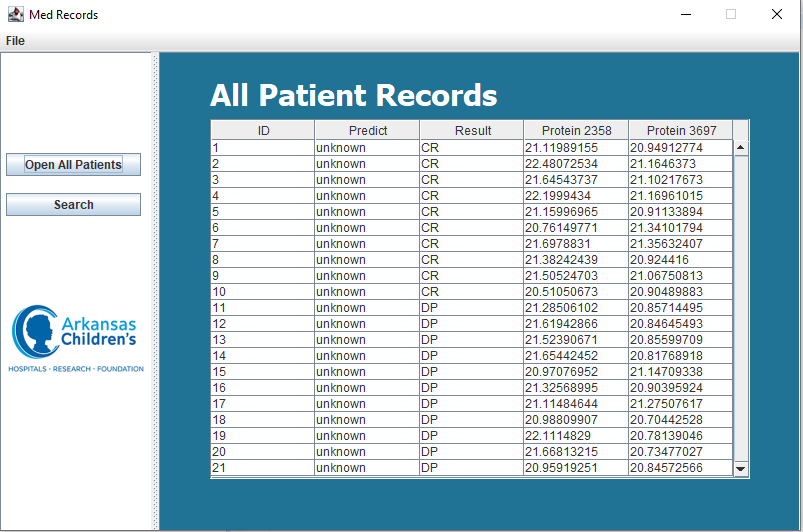 Med Records
File
Open All Patients
Search
Arkansas
Children's
HOSPITALS - RESEARCH - FOUNDATION
All Patient Records
ID Predict Result Protein 2358 Protein 3697
1 unknown CR 21.11989155 20.94912774
2 unknown CR 22.48072534 21.1646373
3 unknown CR 21.64543737 21.10217673
4 unknown CR 22.1999434 21.16961015
5 unknown CR 21.15996965 20.91133894
6 unknown CR 20.76149771 21.34101794
7 unknown CR 21.6978831 21.35632407
8 unknown CR 21.38242439 20.924416
9 unknown CR 21.50524703 21.06750813
10 unknown CR 20.51050673 20.90489883
11 unknown DP 21.28506102 20.85714495
12 unknown DP 21.61942866 20.84645493
13 unknown DP 21.52390671 20.85599709
14 unknown DP 21.65442452 20.81768918
15 unknown DP 20.97076952 21.14709338
16 unknown DP 21.32568995 20.90395924
17 unknown DP 21.11484644 21.27507617
18 unknown DP 20.98809907 20.70442528
19 unknown DP 22.1114829 20.78139046
20 unknown DP 21.66813215 20.73477027
21 unknown DP 20.95919251 20.84572566